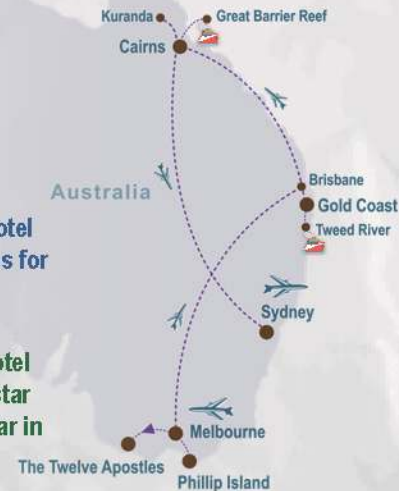 Kuranda
Great Barrier Reef
Cairns
Australia
Brisbane
Gold Coast
Tweed River
otel
s for
Sydney
otel
star
ar in
Melbourne
The Twelve Apostles
Phillip Island